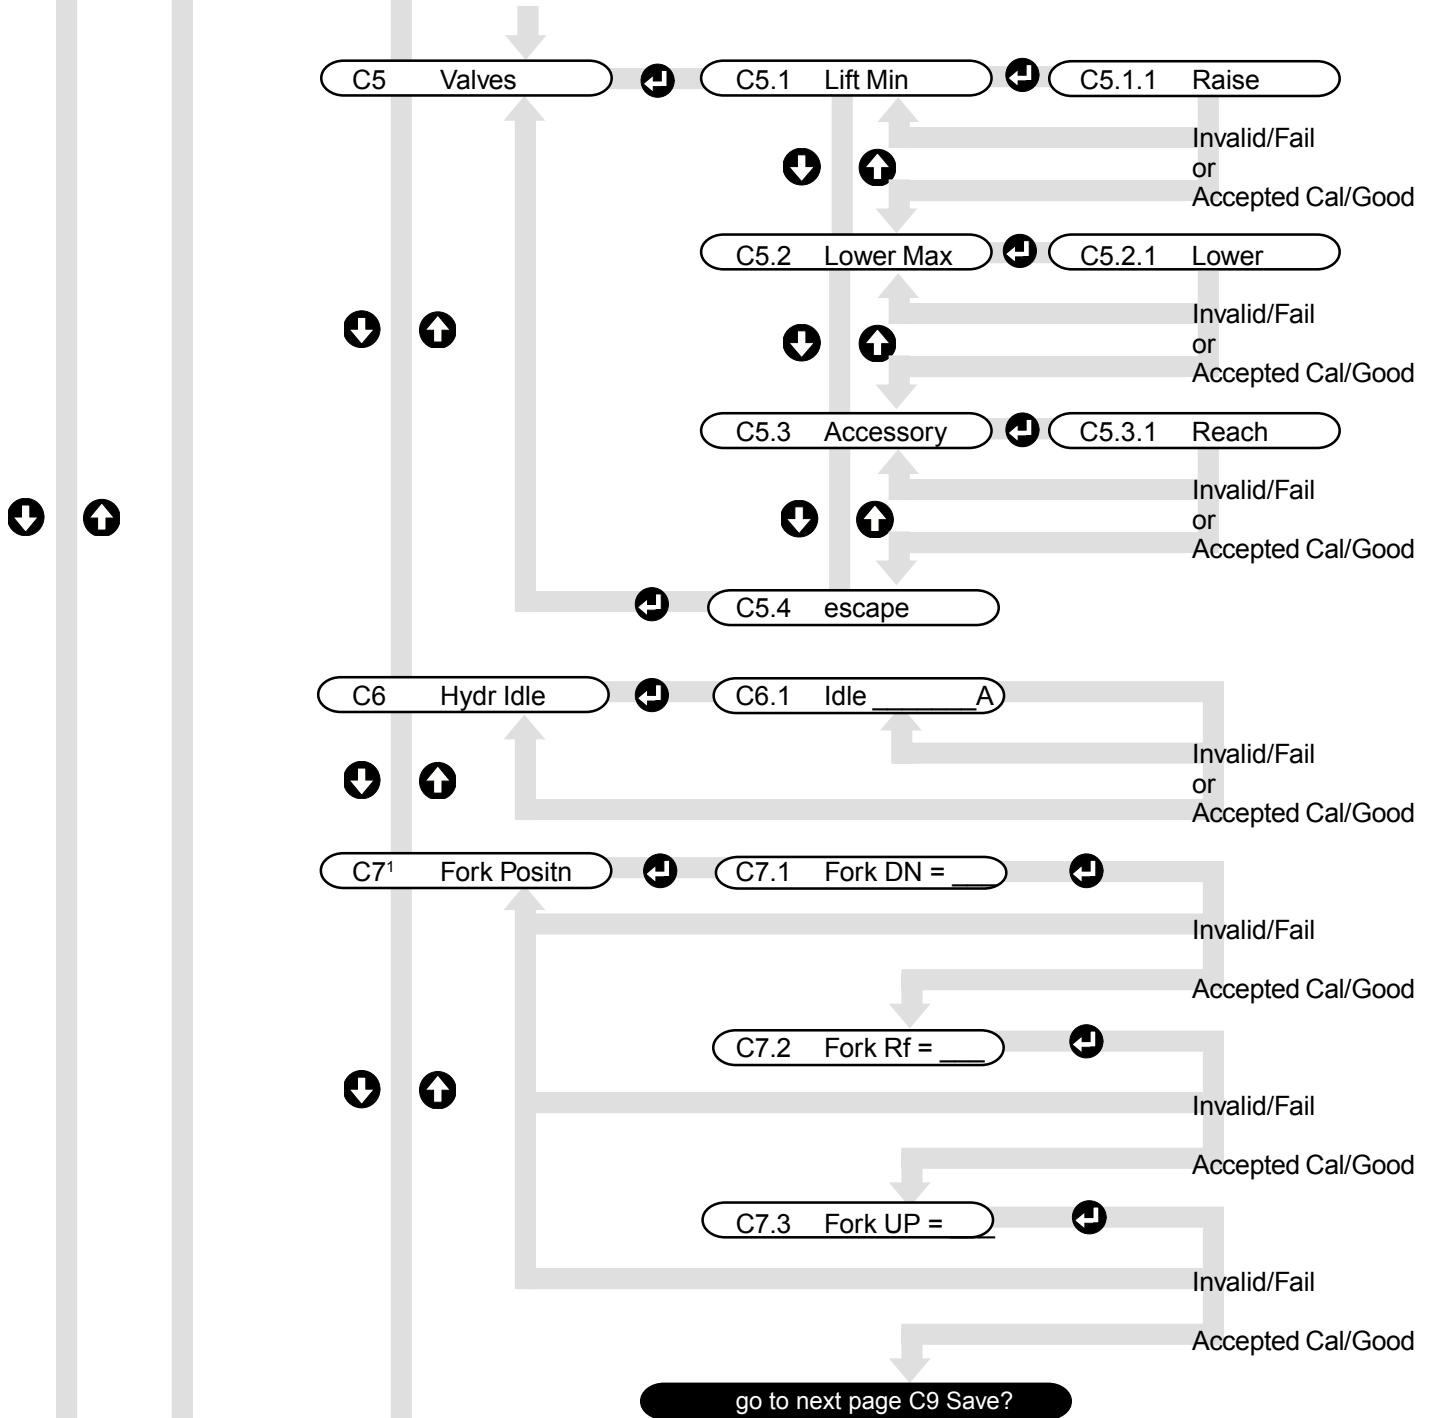 C5 Valves
C5.1 Lift Min
C5.1.1 Raise
Invalid/Fail
or
Accepted Cal/Good
C5.2 Lower Max
C5.2.1 Lower
Invalid/Fail
or
Accepted Cal/Good
C5.3 Accessory
C5.3.1 Reach
Invalid/Fail
or
Accepted Cal/Good
C5.4 escape
C6 Hydr Idle
C6.1 Idle _______A
Invalid/Fail
or
Accepted Cal/Good
C7¹ Fork Positn
C7.1 Fork DN = ___
Invalid/Fail
Accepted Cal/Good
C7.2 Fork Rf = ___
Invalid/Fail
Accepted Cal/Good
C7.3 Fork UP = ___
Invalid/Fail
Accepted Cal/Good
go to next page C9 Save?